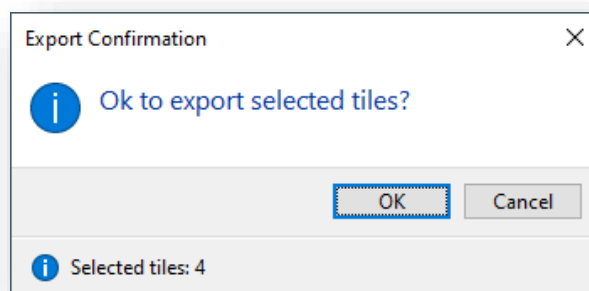 Export Confirmation
Ok to export selected tiles?
OK Cancel
Selected tiles: 4